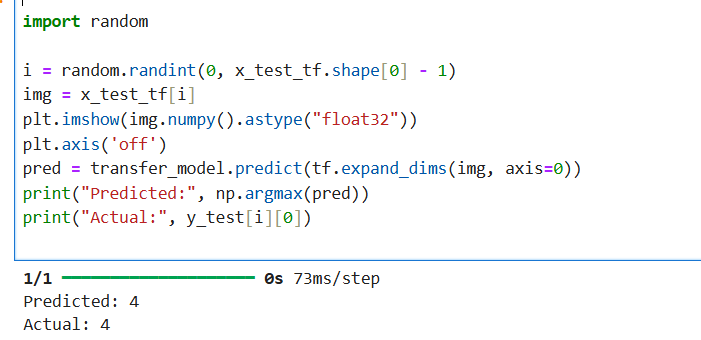 import random
i = random.randint(0, x_test_tf.shape[0] - 1)
img = x_test_tf[i]
plt.imshow(img.numpy().astype("float32"))
plt.axis('off')
pred = transfer_model.predict(tf.expand_dims(img, axis=0))
print("Predicted:", np.argmax(pred))
print("Actual:", y_test[i][0])
1/1 ━━━━━━━━━━━━━━━━━━━━ 0s 73ms/step
Predicted: 4
Actual: 4